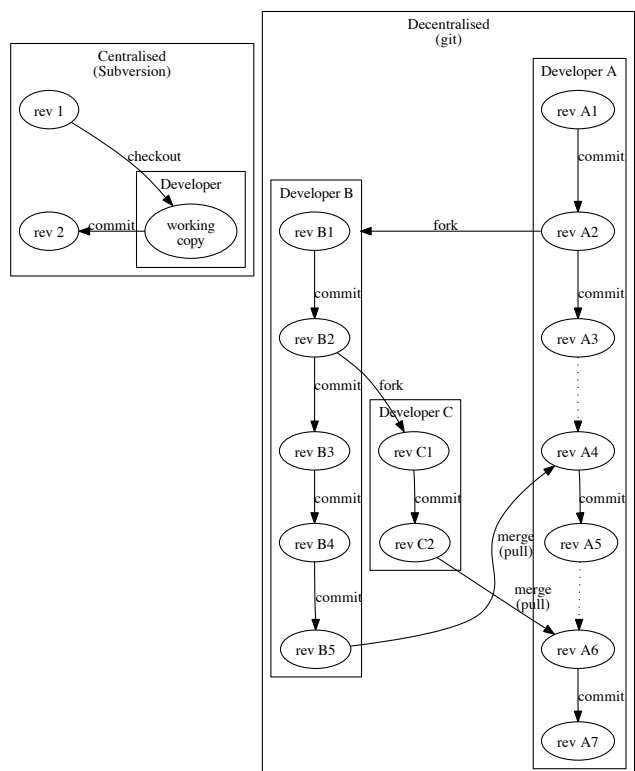 Centralised
(Subversion)
rev 1
checkout
Developer
rev 2
commit
working
copy
Decentralised
(git)
Developer A
rev A1
commit
Developer B
rev B1
fork
rev A2
commit
commit
rev B2
rev A3
commit
fork
Developer C
rev B3
rev C1
rev A4
commit
commit
commit
rev B4
rev C2
merge
(pull)
rev A5
commit
merge
(pull)
rev B5
rev A6
commit
rev A7